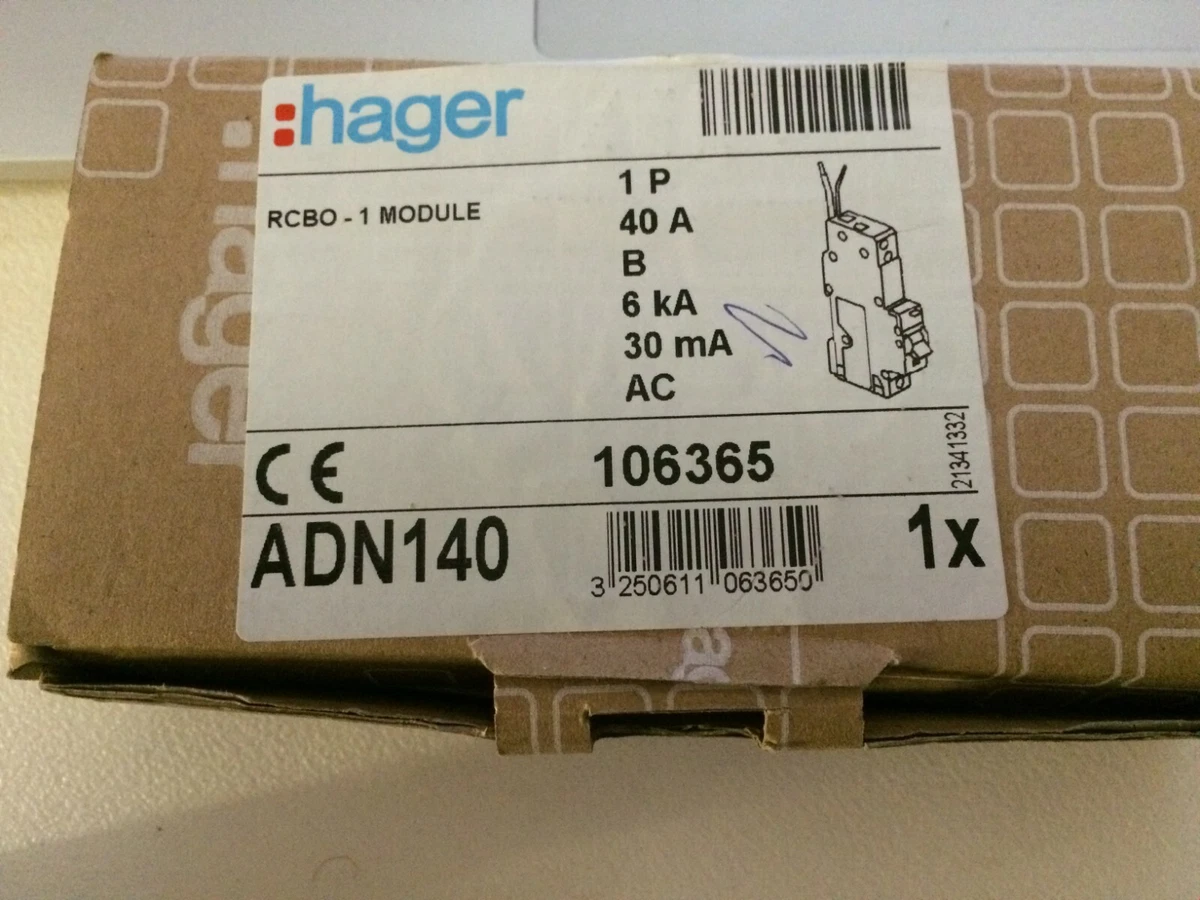 :hager
RCBO - 1 MODULE
1 P
40 A
B
6 kA
30 mA
AC
CE
106365
21341332
ADN140
3 250611 063650
1x
:hager